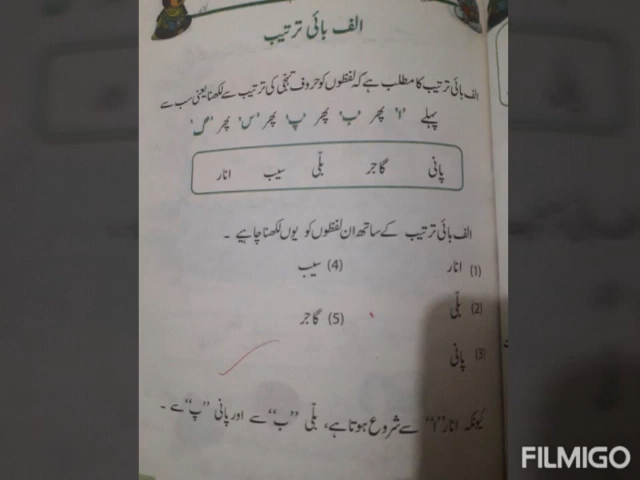 الف بائی ترتیب
الف بائی ترتیب کا مطلب ہے کہ لفظوں کو حروف تہجی کی ترتیب سے لکھنا یعنی سب سے
پہلے ’ا‘ پھر ’ب‘ پھر ’پ‘ پھر ’س‘ پھر ’گ‘
پانی گاجر بلّی سیب انار
الف بائی ترتیب کے ساتھ ان لفظوں کو یوں لکھنا چاہیے ۔
(1) انار (4) سیب
(2) بلّی (5) گاجر
(3) پانی
کیونکہ انار ”ا“ سے شروع ہوتا ہے، بلّی ”ب“ سے اور پانی ”پ“ سے ۔
FILMIGO